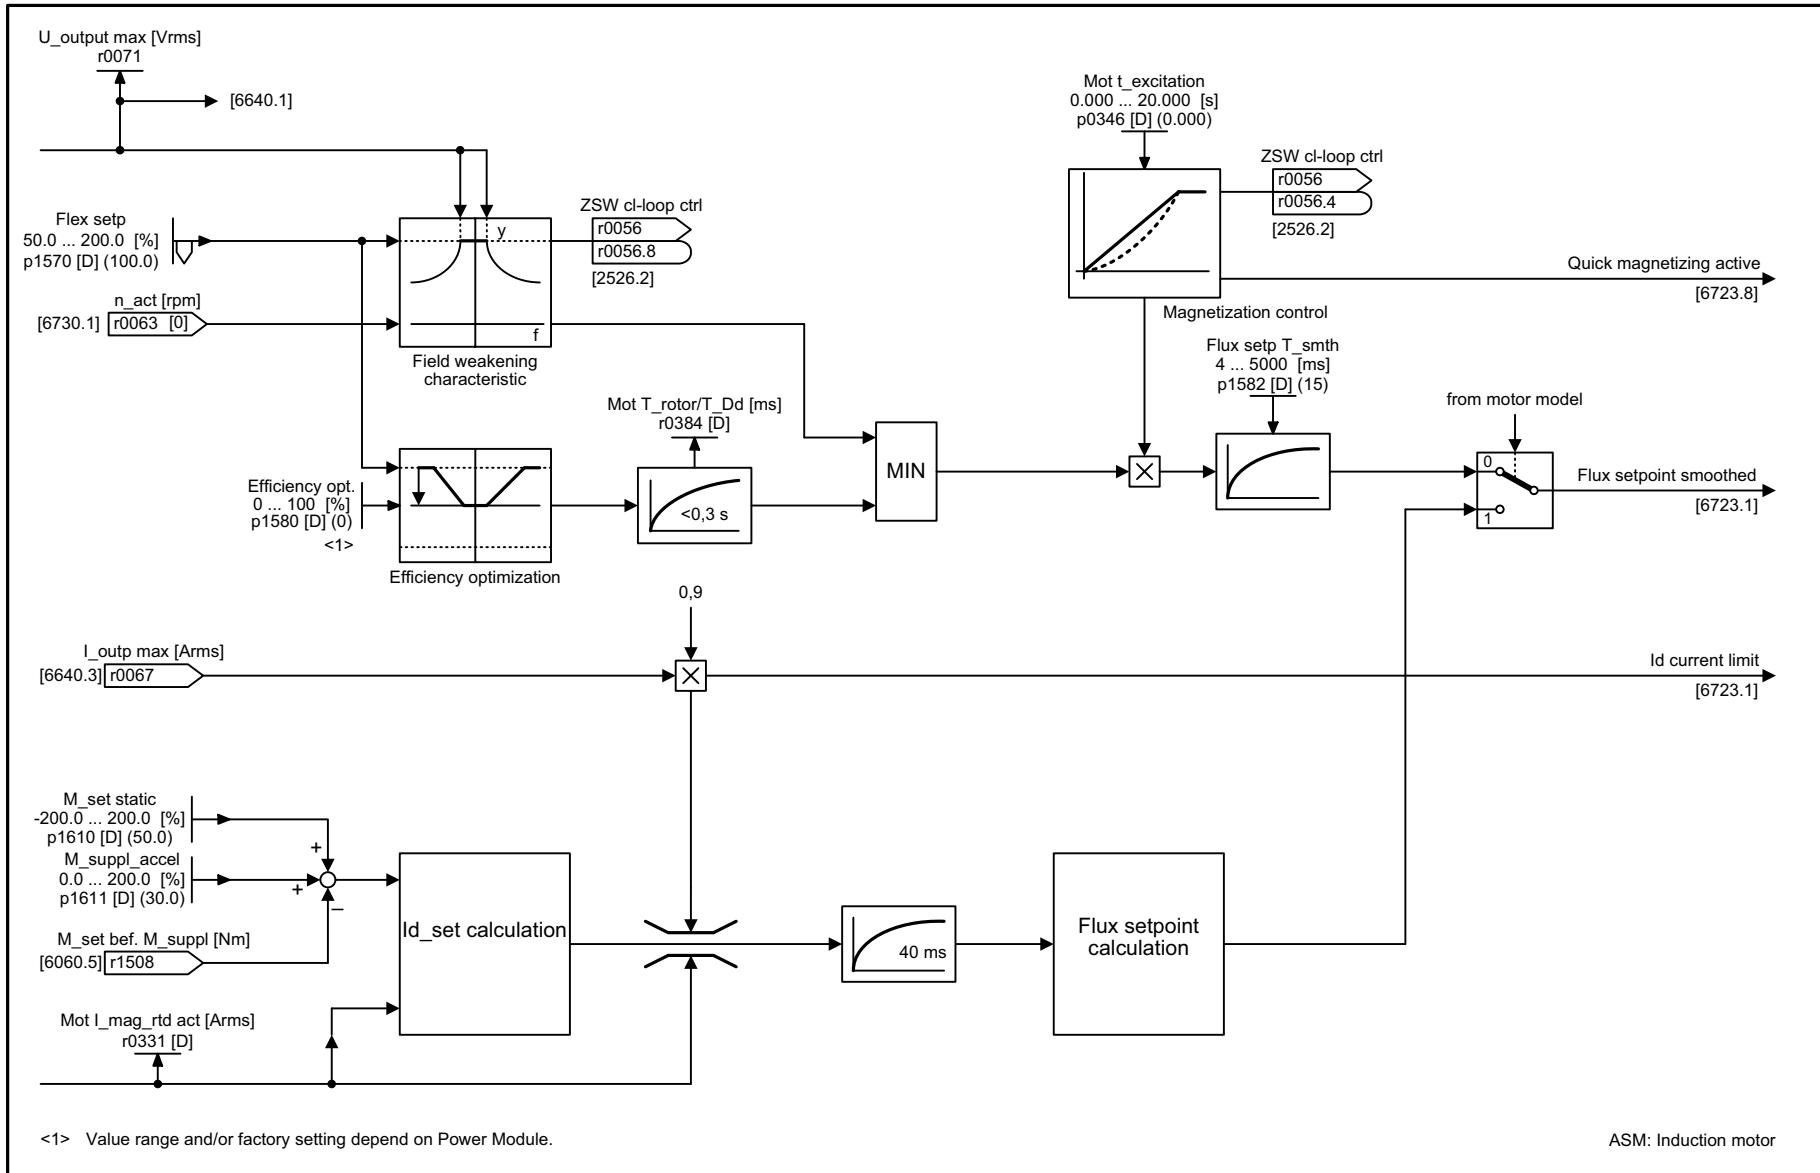 U_output max [Vrms]
r0071
[6640.1]
Flex setp
50.0 ... 200.0 [%]
p1570 [D] (100.0)
n_act [rpm]
[6730.1] r0063 [0]
y
f
Field weakening
characteristic
ZSW cl-loop ctrl
r0056
r0056.8
[2526.2]
Mot t_excitation
0.000 ... 20.000 [s]
p0346 [D] (0.000)
ZSW cl-loop ctrl
r0056
r0056.4
[2526.2]
Quick magnetizing active
[6723.8]
Magnetization control
Flux setp T_smth
4 ... 5000 [ms]
p1582 [D] (15)
from motor model
Mot T_rotor/T_Dd [ms]
r0384 [D]
<0,3 s
MIN
0
1
Flux setpoint smoothed
[6723.1]
Efficiency opt.
0 ... 100 [%]
p1580 [D] (0)
<1>
Efficiency optimization
0,9
I_outp max [Arms]
[6640.3] r0067
Id current limit
[6723.1]
M_set static
-200.0 ... 200.0 [%]
p1610 [D] (50.0)
+
M_suppl_accel
0.0 ... 200.0 [%]
p1611 [D] (30.0)
+
–
M_set bef. M_suppl [Nm]
[6060.5] r1508
Id_set calculation
40 ms
Flux setpoint
calculation
Mot I_mag_rtd act [Arms]
r0331 [D]
<1> Value range and/or factory setting depend on Power Module.
ASM: Induction motor